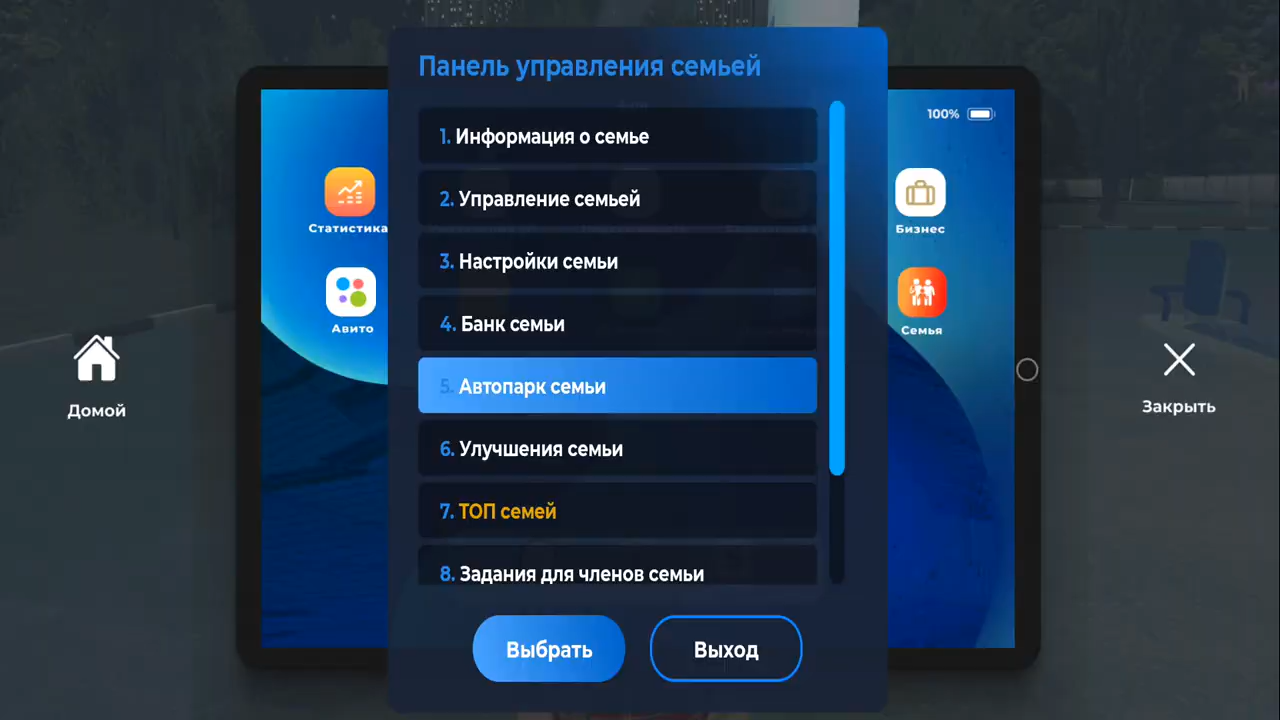 Панель управления семьей
100%
1. Информация о семье
2. Управление семьей
3. Настройки семьи
4. Банк семьи
5. Автопарк семьи
6. Улучшения семьи
7. ТОП семей
8. Задания для членов семьи
Статистика
Авито
Бизнес
Семья
Домой
Закрыть
Выбрать
Выход